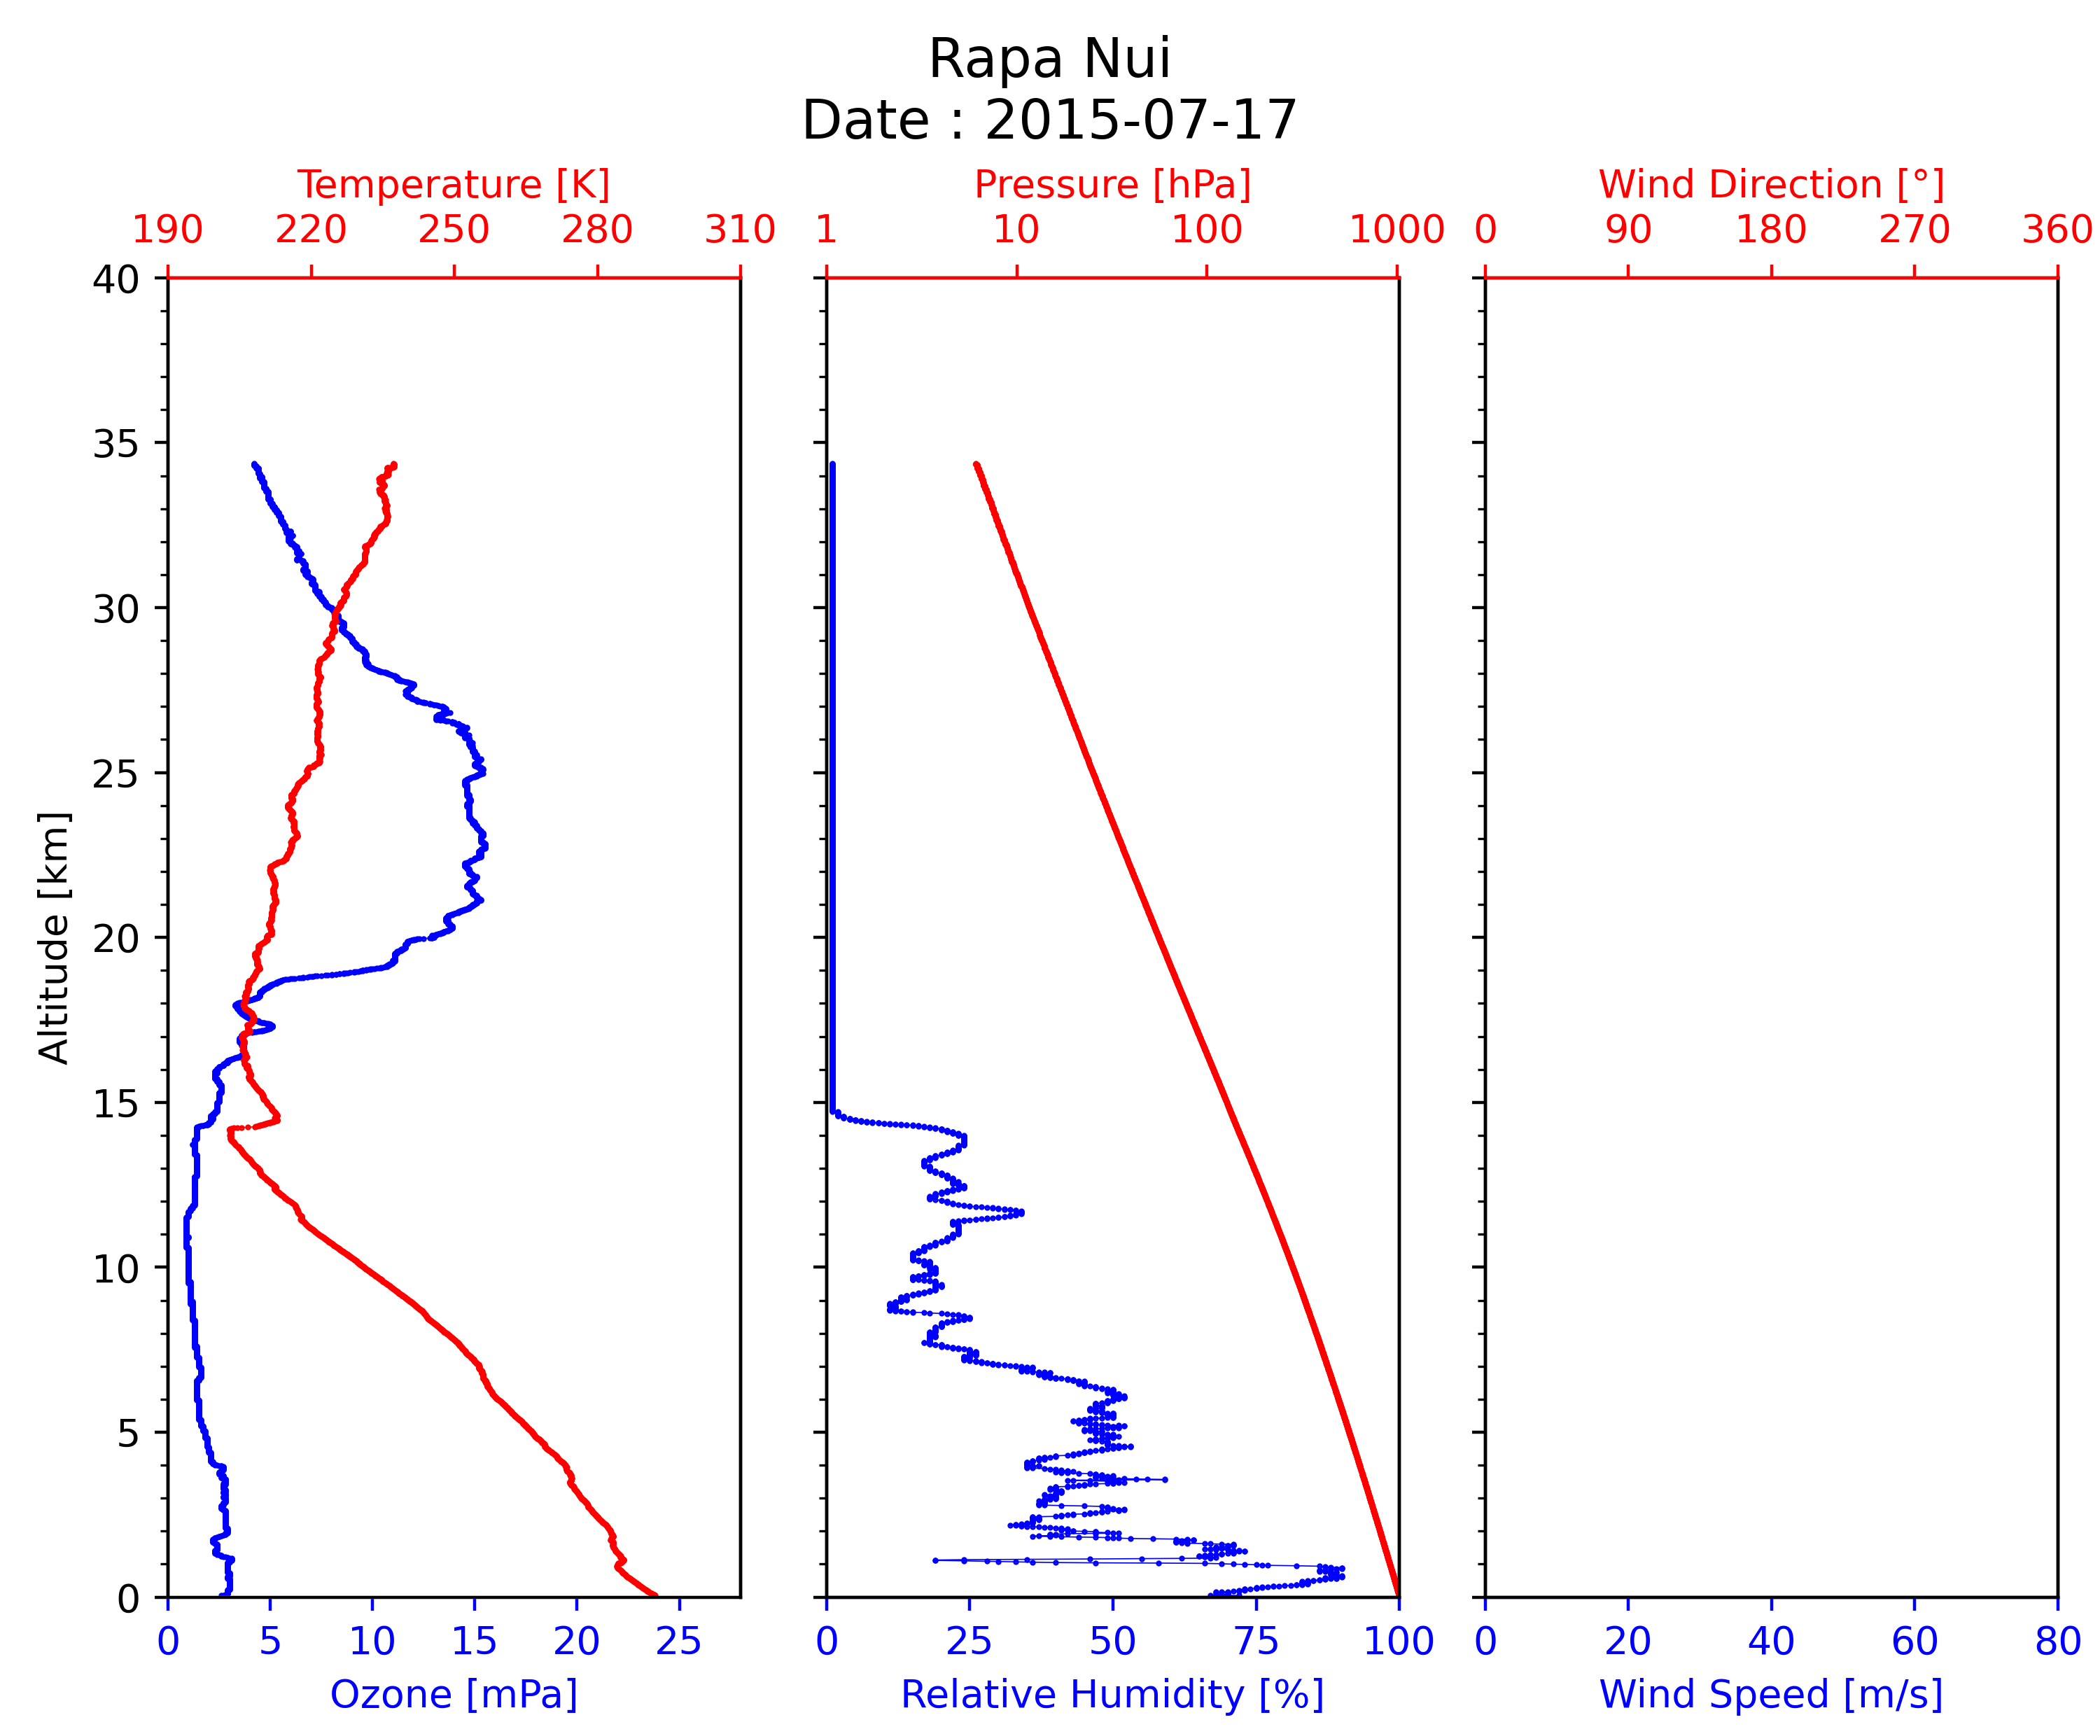 Rapa Nui
Date : 2015-07-17
Temperature [K]
190 220 250 280 310
Pressure [hPa]
1 10 100 1000
Wind Direction [°]
0 90 180 270 360
Altitude [km]
40
35
30
25
20
15
10
5
0
0 5 10 15 20 25
Ozone [mPa]
0 25 50 75 100
Relative Humidity [%]
0 20 40 60 80
Wind Speed [m/s]